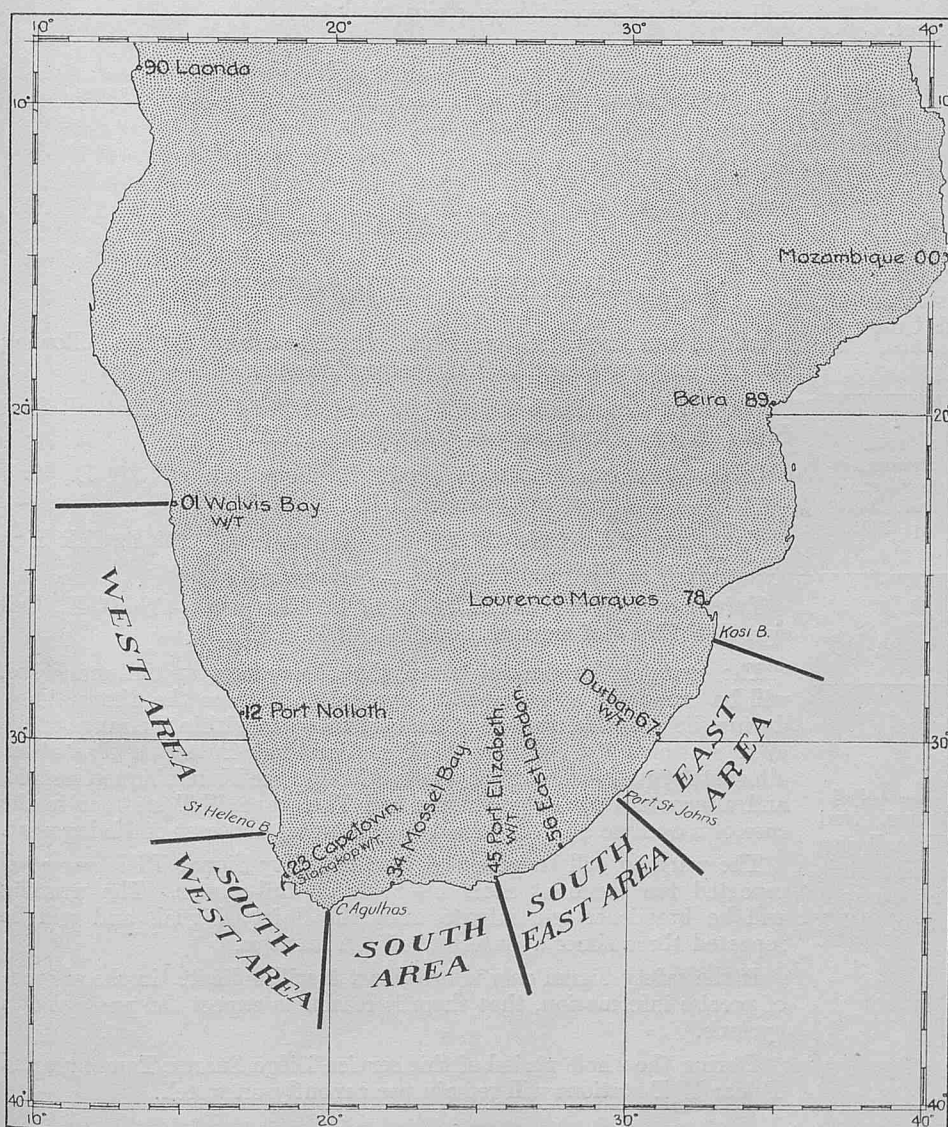 10° 20° 30° 40°
90 Laonda
10° 10
Mozambique 00
Beira 89
20° 20
01 Walvis Bay
W/T
WEST AREA
Lourenco Marques 78
Kosi B.
12 Port Nolloth
Durban 67
W/T
30° 30°
EAST
AREA
45 Port Elizabeth
W/T
56 East London
34 Mossel Bay
Port St Johns
St Helena B.
23 Capetown
Slangkop W/T
C Agulhas
SOUTH
WEST AREA
SOUTH
AREA
SOUTH
EAST AREA
40° 40°
10° 20° 30° 40°